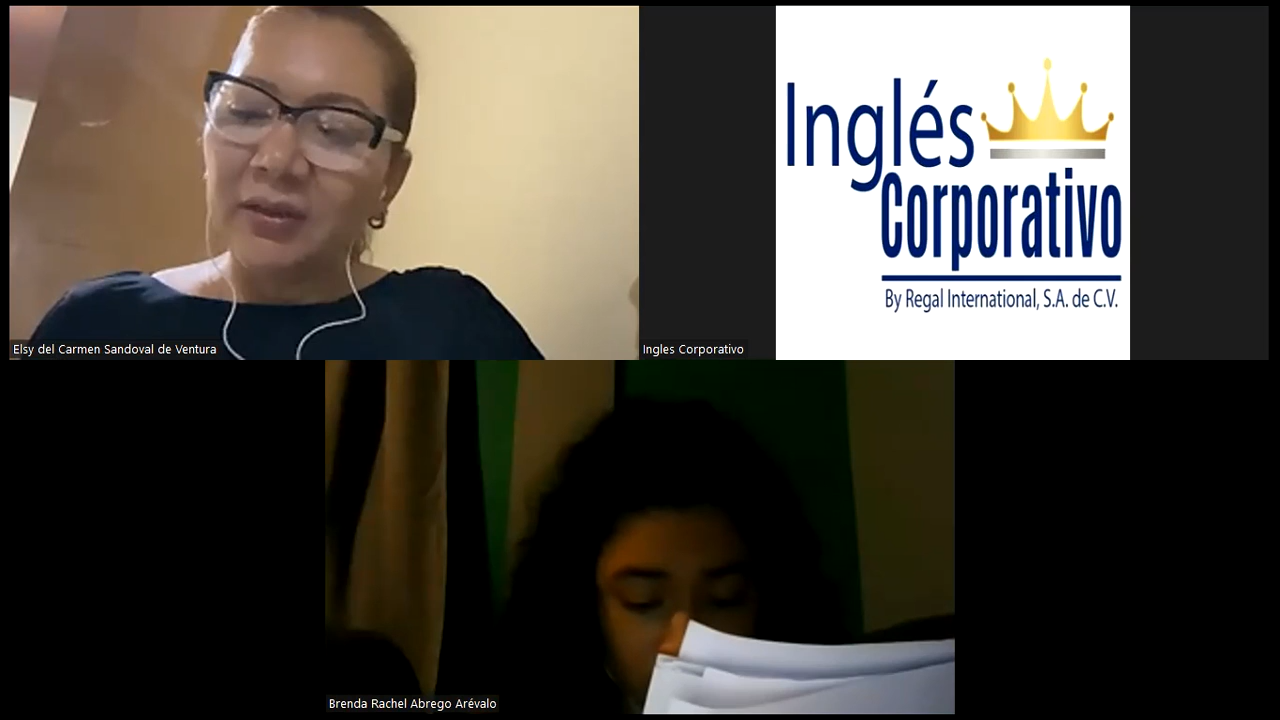 Inglés
Corporativo
By Regal International, S.A. de C.V.
Elsy del Carmen Sandoval de Ventura
Ingles Corporativo
Brenda Rachel Abrego Arévalo